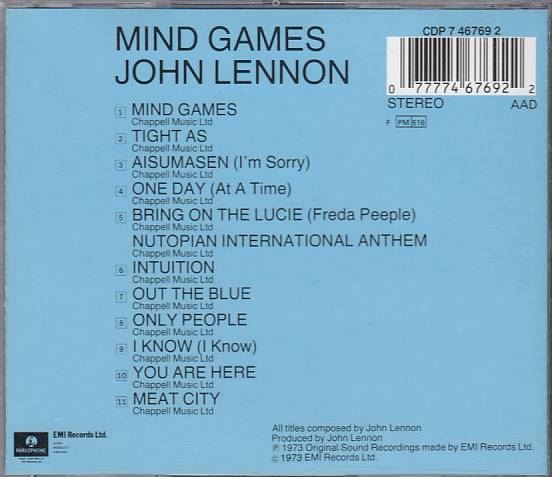 MIND GAMES
JOHN LENNON
CDP 7 46769 2
0 77774 67692 2
STEREO AAD
F PM 516
1 MIND GAMES
Chappell Music Ltd
2 TIGHT AS
Chappell Music Ltd
3 AISUMASEN (I'm Sorry)
Chappell Music Ltd
4 ONE DAY (At A Time)
Chappell Music Ltd
5 BRING ON THE LUCIE (Freda Peeple)
Chappell Music Ltd
NUTOPIAN INTERNATIONAL ANTHEM
6 INTUITION
Chappell Music Ltd
7 OUT THE BLUE
Chappell Music Ltd
8 ONLY PEOPLE
Chappell Music Ltd
9 I KNOW (I Know)
Chappell Music Ltd
10 YOU ARE HERE
Chappell Music Ltd
11 MEAT CITY
Chappell Music Ltd
PARLOPHONE
EMI Records Ltd.
All titles composed by John Lennon
Produced by John Lennon
℗ 1973 Original Sound Recordings made by EMI Records Ltd.
© 1973 EMI Records Ltd.